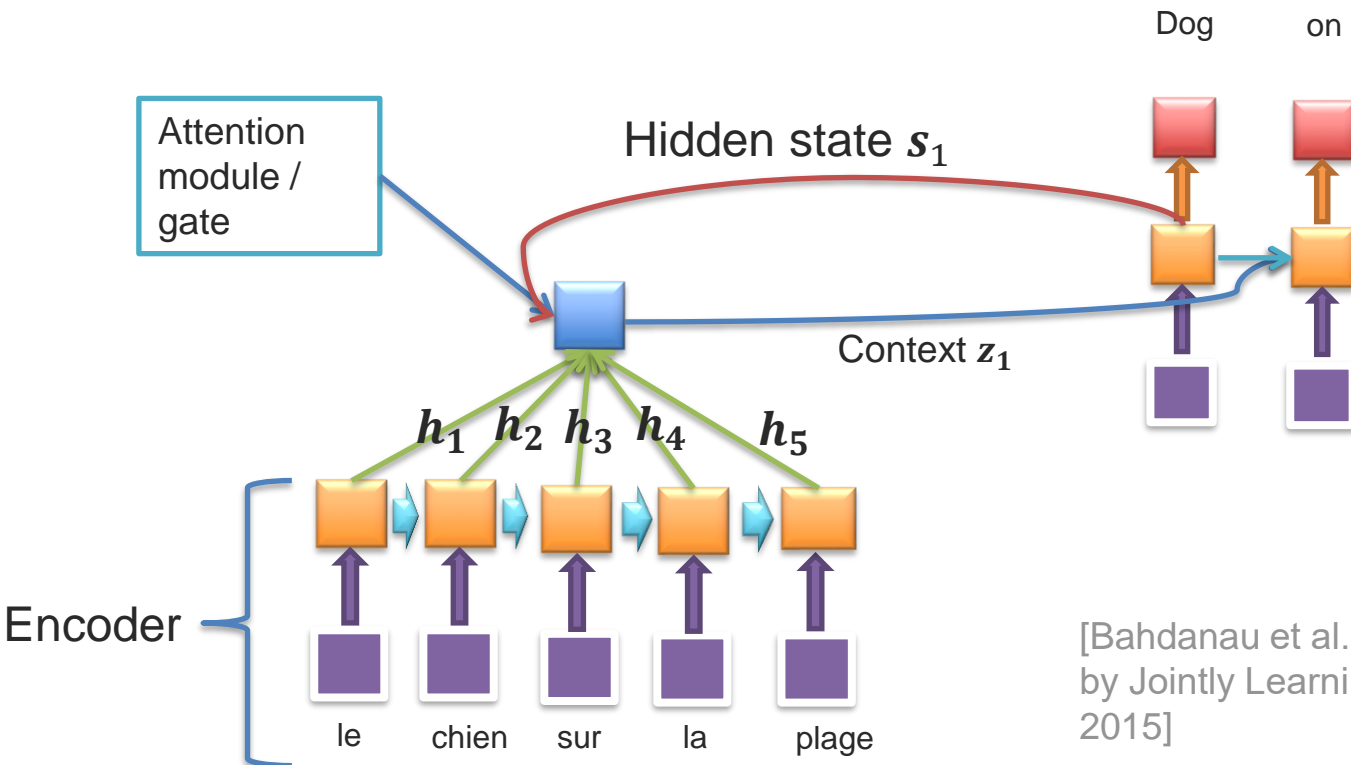 Dog on
Attention
module /
gate
Hidden state s₁
Context z₁
h₁ h₂ h₃ h₄ h₅
Encoder
le chien sur la plage
[Bahdanau et al.
by Jointly Learni
2015]